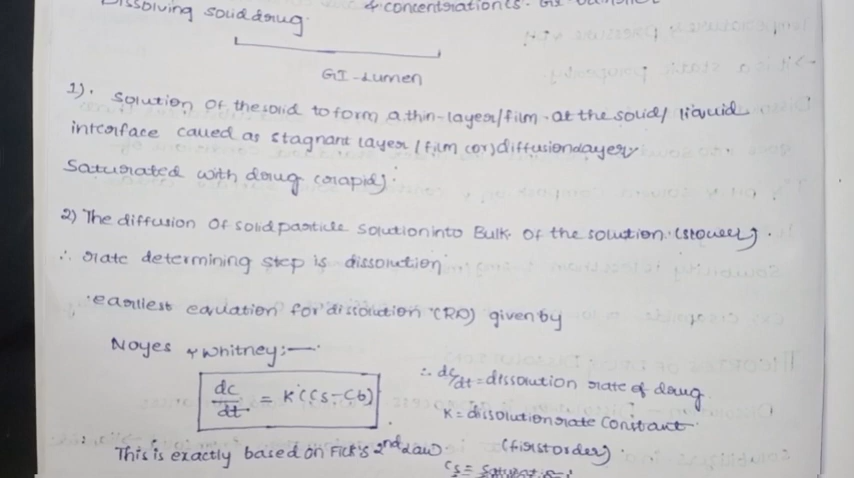 Dissolving solid drug. & concentration Cs. GI
GI-Lumen
1). Solution of the solid to form a thin-layer/film at the solid/liquid
interface called as stagnant layer/film (or) diffusion layer
Saturated with drug (rapid).
2) The diffusion of solid particle solution into Bulk of the solution. (slower).
∴ rate determining step is dissolution
earliest equation for dissolution (RD) given by
Noyes & Whitney:—
dc/dt = K(Cs-Cb)
∴ dc/dt = dissolution rate of drug
K = dissolution rate constant
(first order).
This is exactly based on Fick's 2nd Law
Cs =